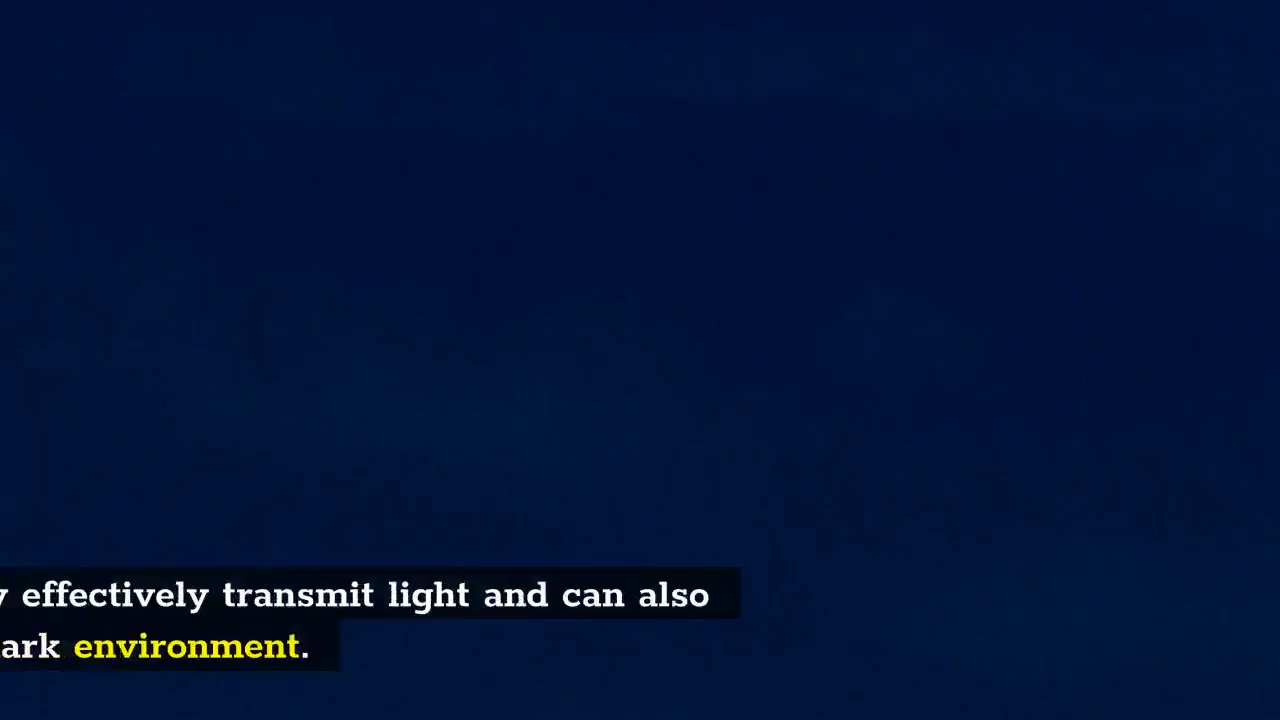 effectively transmit light and can also
ark environment.